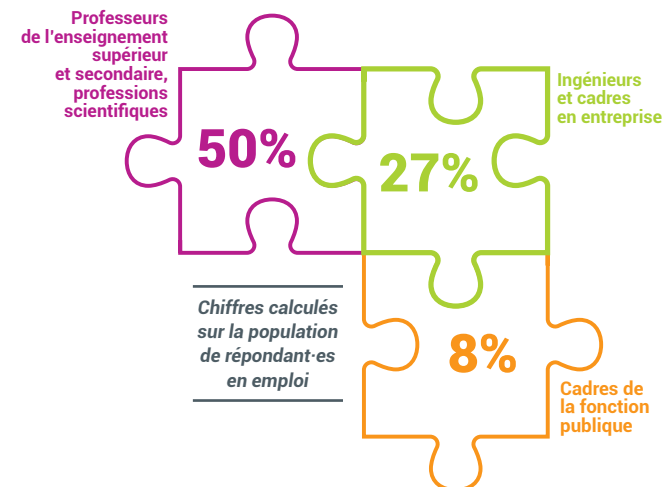 Professeurs
de l'enseignement
supérieur
et secondaire,
professions
scientifiques
50%
Ingénieurs
et cadres
en entreprise
27%
Chiffres calculés
sur la population
de répondant·es
en emploi
8%
Cadres de
la fonction
publique